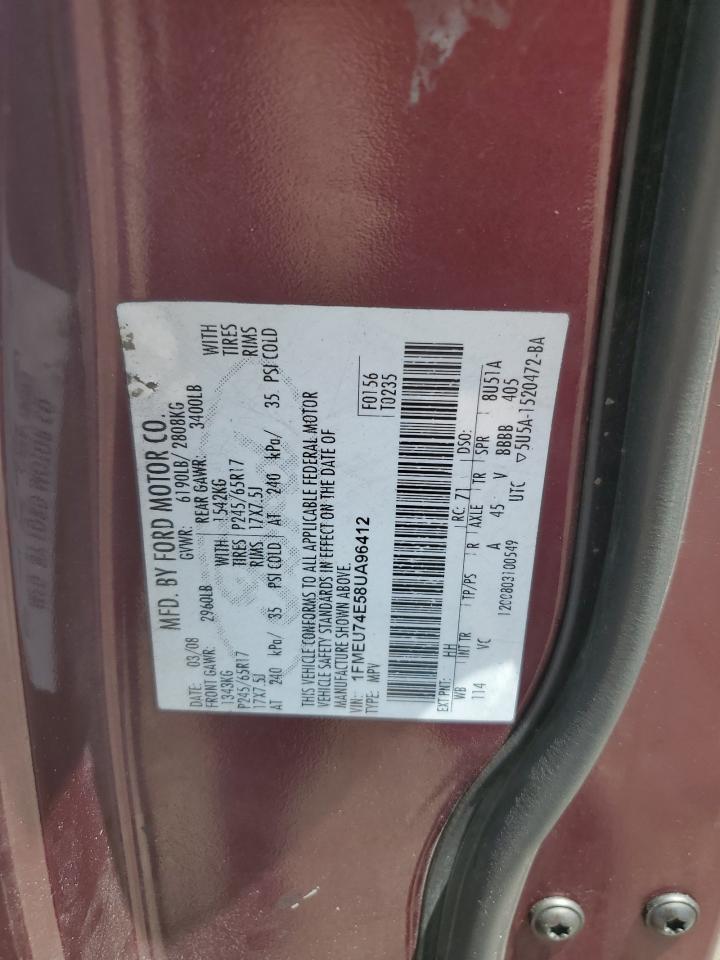 MFD. BY FORD MOTOR CO.
DATE: 03/08 GVWR: 6190LB/ 2808KG
FRONT GAWR: 2960LB REAR GAWR: 3400LB
1343KG WITH 1542KG WITH
P245/65R17 TIRES P245/65R17 TIRES
17X7.5J RIMS 17X7.5J RIMS
AT 240 kPa/ 35 PSI COLD AT 240 kPa/ 35 PSI COLD
THIS VEHICLE CONFORMS TO ALL APPLICABLE FEDERAL MOTOR
VEHICLE SAFETY STANDARDS IN EFFECT ON THE DATE OF
MANUFACTURE SHOWN ABOVE.
VIN: 1FMEU74E58UA96412 F0156
TYPE: MPV T0235
EXT PNT: HH RC: 71 DSO:
WB INT TR TP/PS R AXLE TR SPR 8U51A
114 VC A 45 V BBBB 405
1200803100549 UTC ▽5U5A-1520472-BA